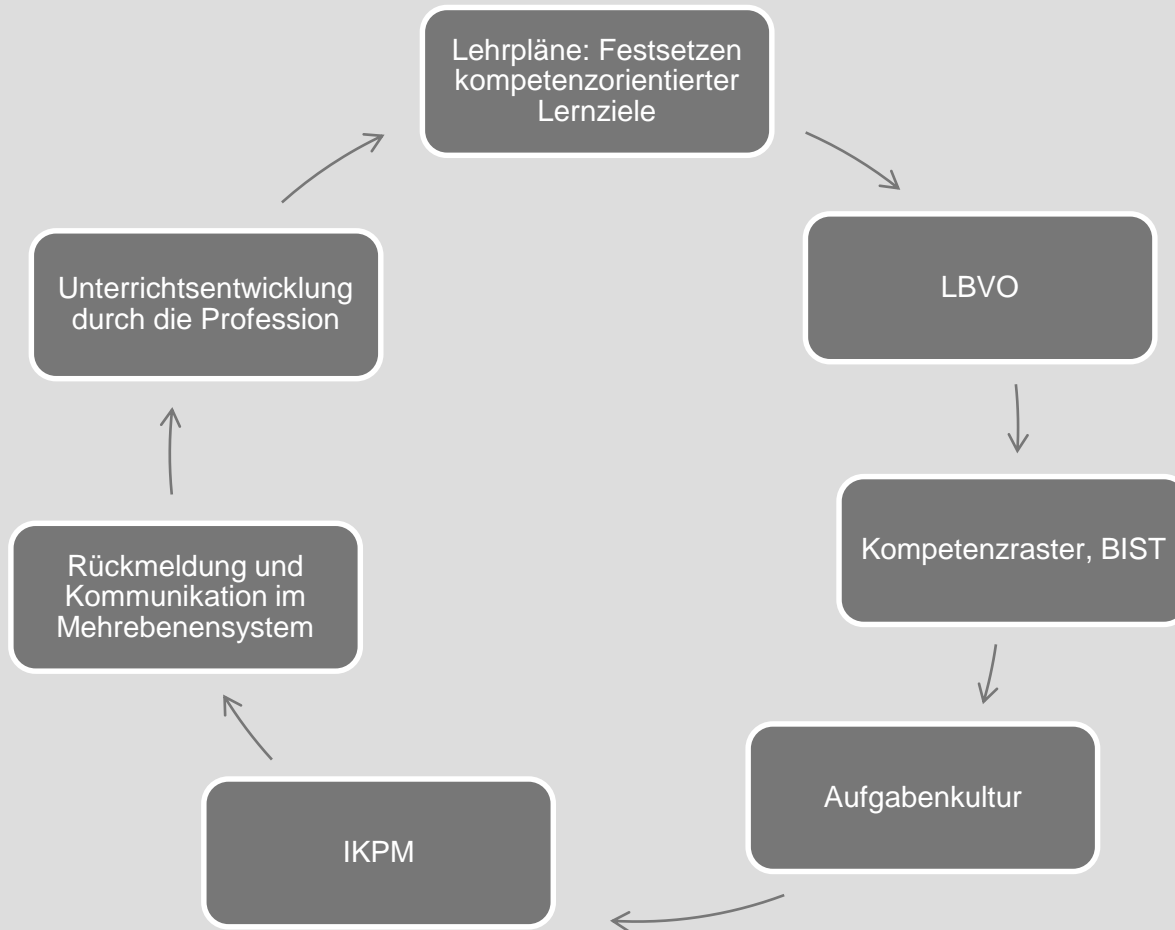 Lehrpläne: Festsetzen
kompetenzorientierter
Lernziele
LBVO
Kompetenzraster, BIST
Aufgabenkultur
IKPM
Rückmeldung und
Kommunikation im
Mehrebenensystem
Unterrichtsentwicklung
durch die Profession